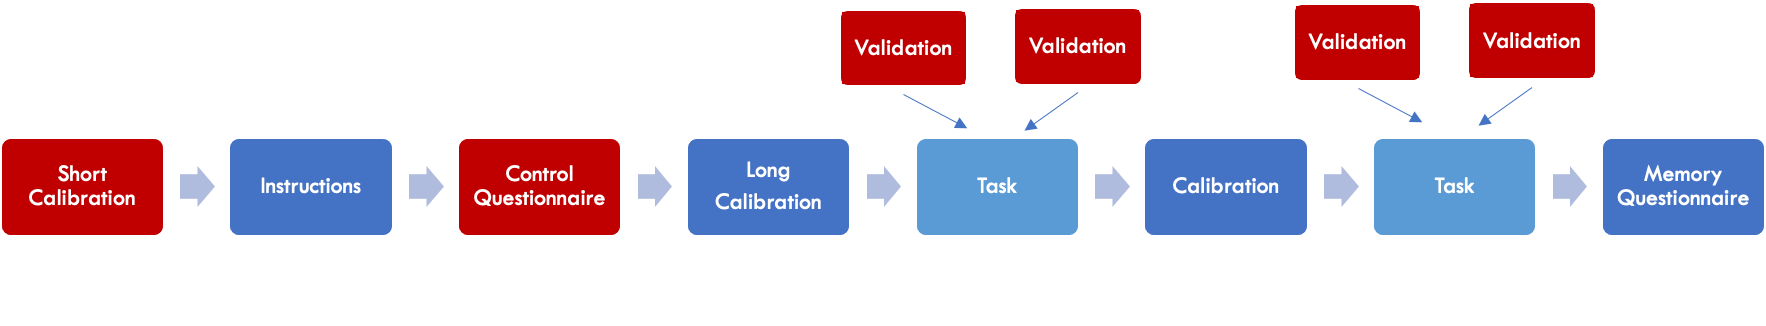 Validation
Validation
Validation
Validation
Short
Calibration
Instructions
Control
Questionnaire
Long
Calibration
Task
Calibration
Task
Memory
Questionnaire